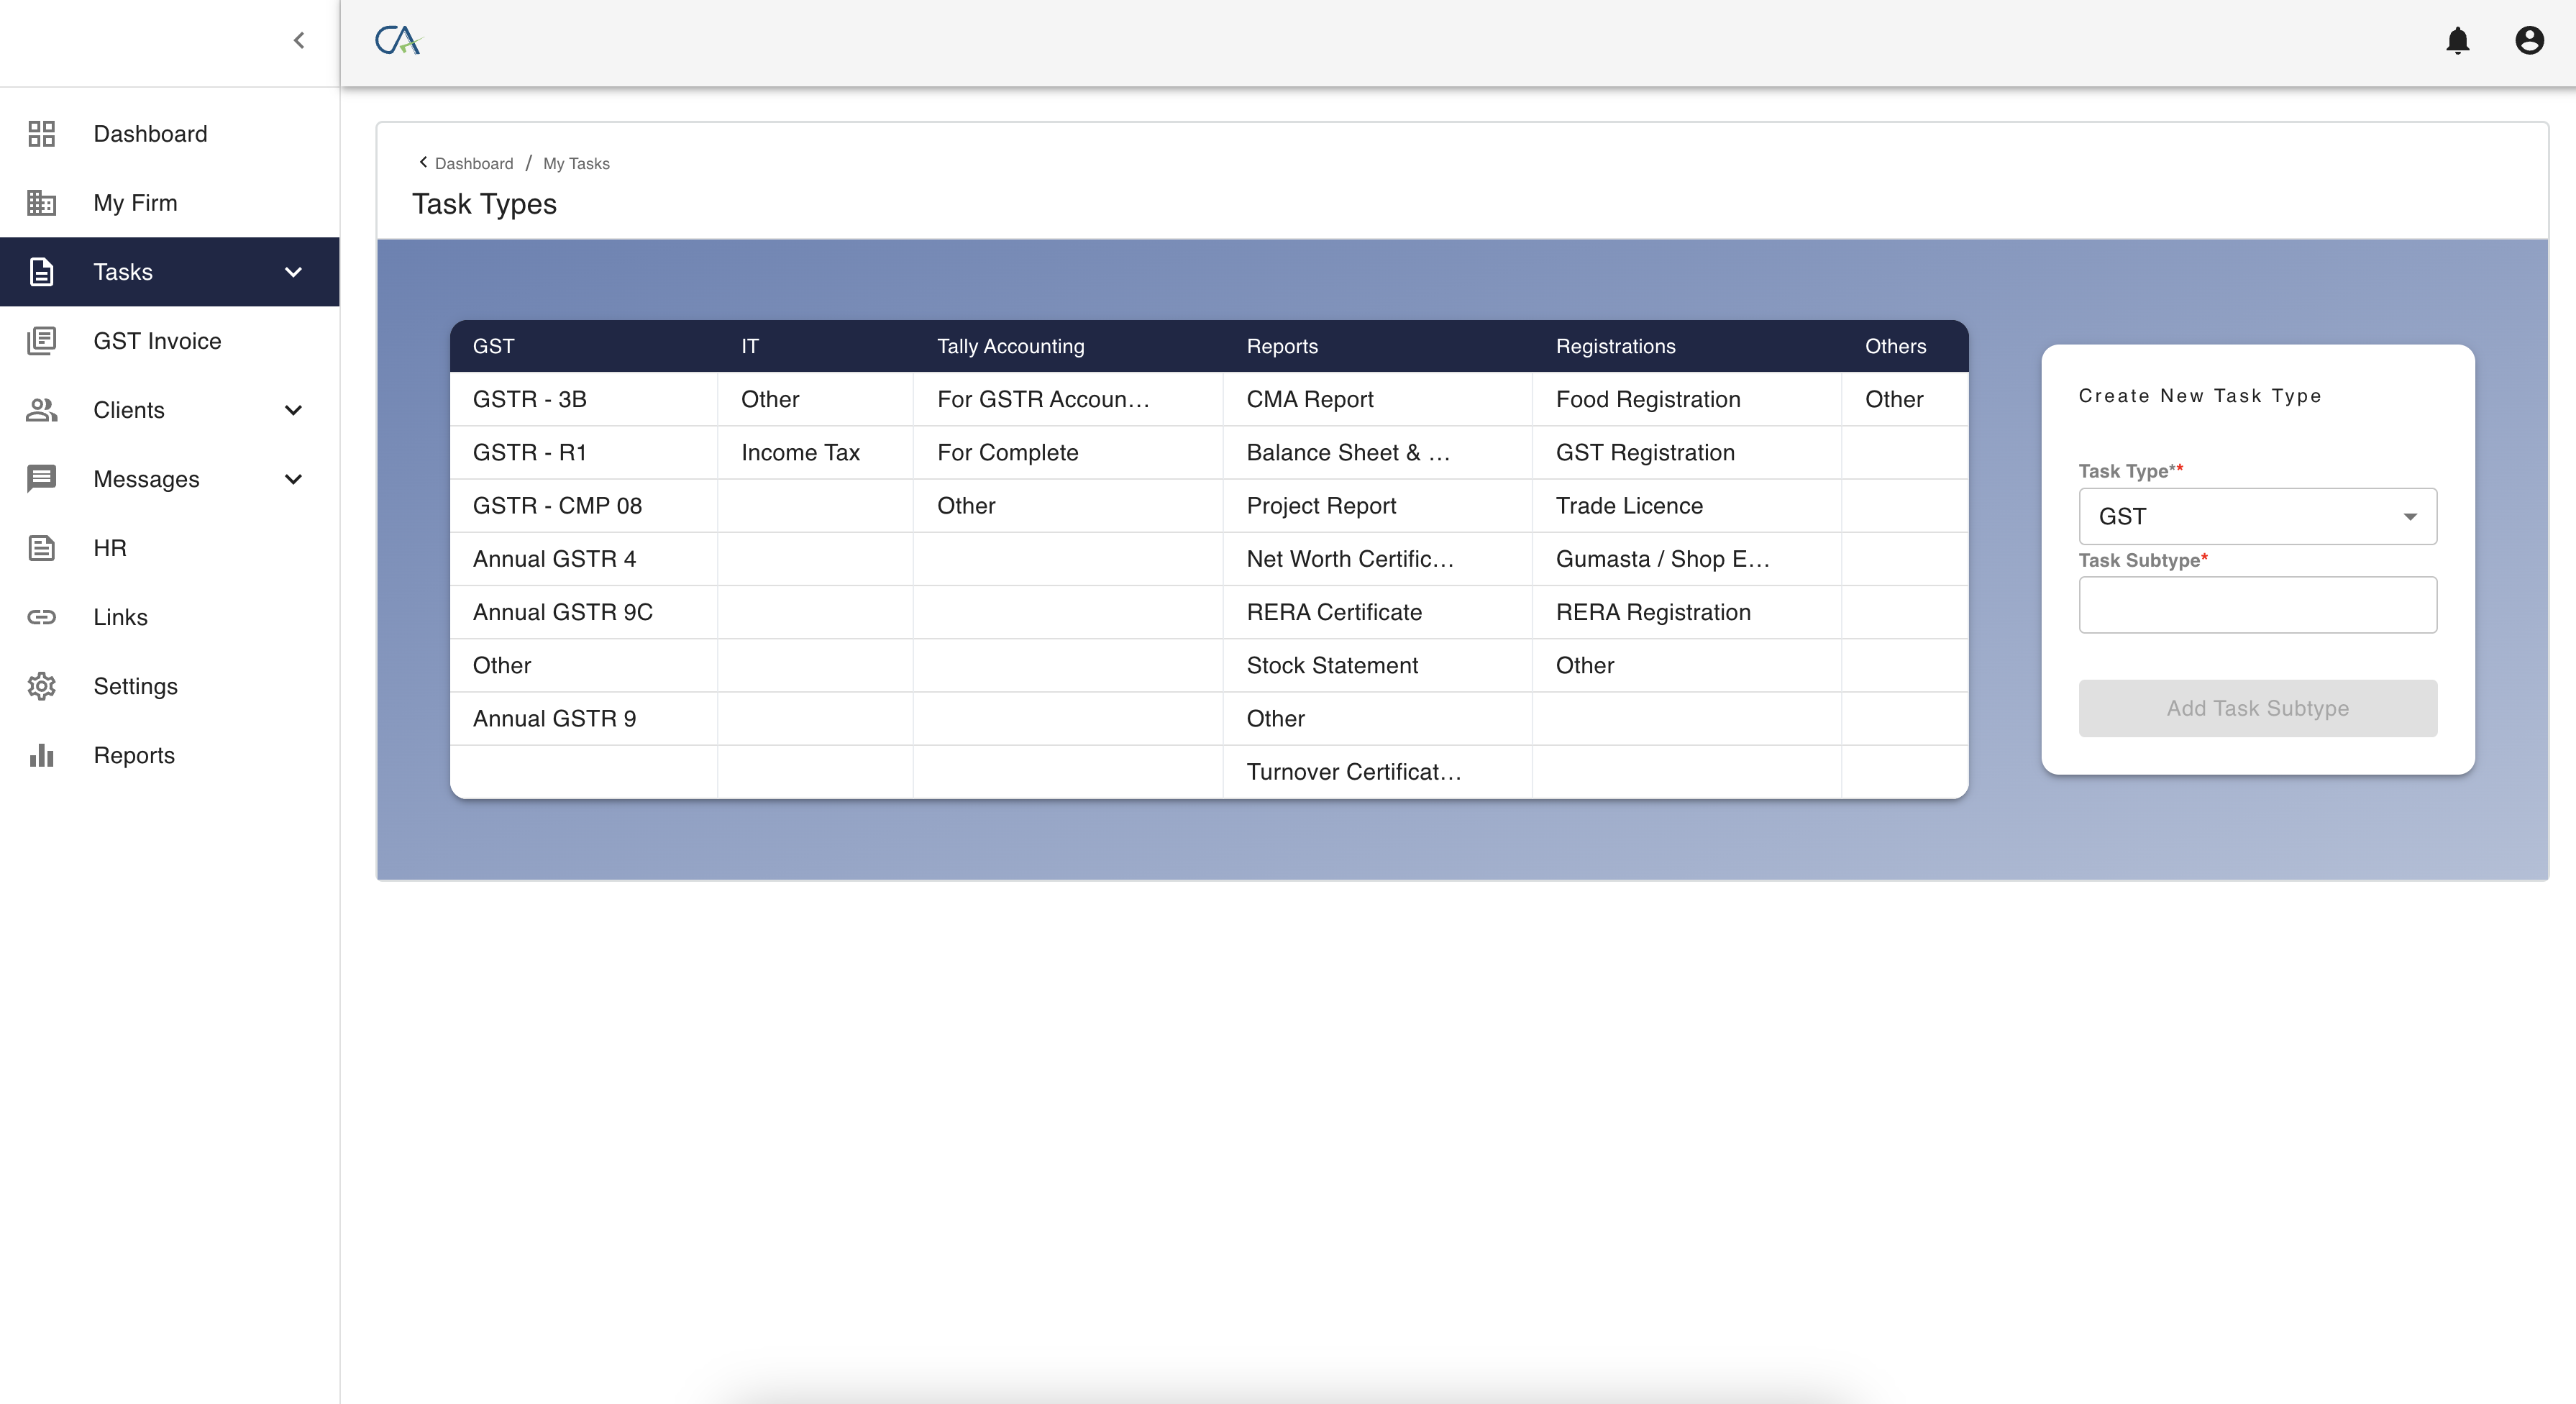 CA
Dashboard
My Firm
Tasks
GST Invoice
Clients
Messages
HR
Links
Settings
Reports
Dashboard / My Tasks
Task Types
GST IT Tally Accounting Reports Registrations Others
GSTR - 3B Other For GSTR Accoun... CMA Report Food Registration Other
GSTR - R1 Income Tax For Complete Balance Sheet & ... GST Registration
GSTR - CMP 08 Other Project Report Trade Licence
Annual GSTR 4 Net Worth Certific... Gumasta / Shop E...
Annual GSTR 9C RERA Certificate RERA Registration
Other Stock Statement Other
Annual GSTR 9 Other
Turnover Certificat...
Create New Task Type
Task Type**
GST
Task Subtype*
Add Task Subtype